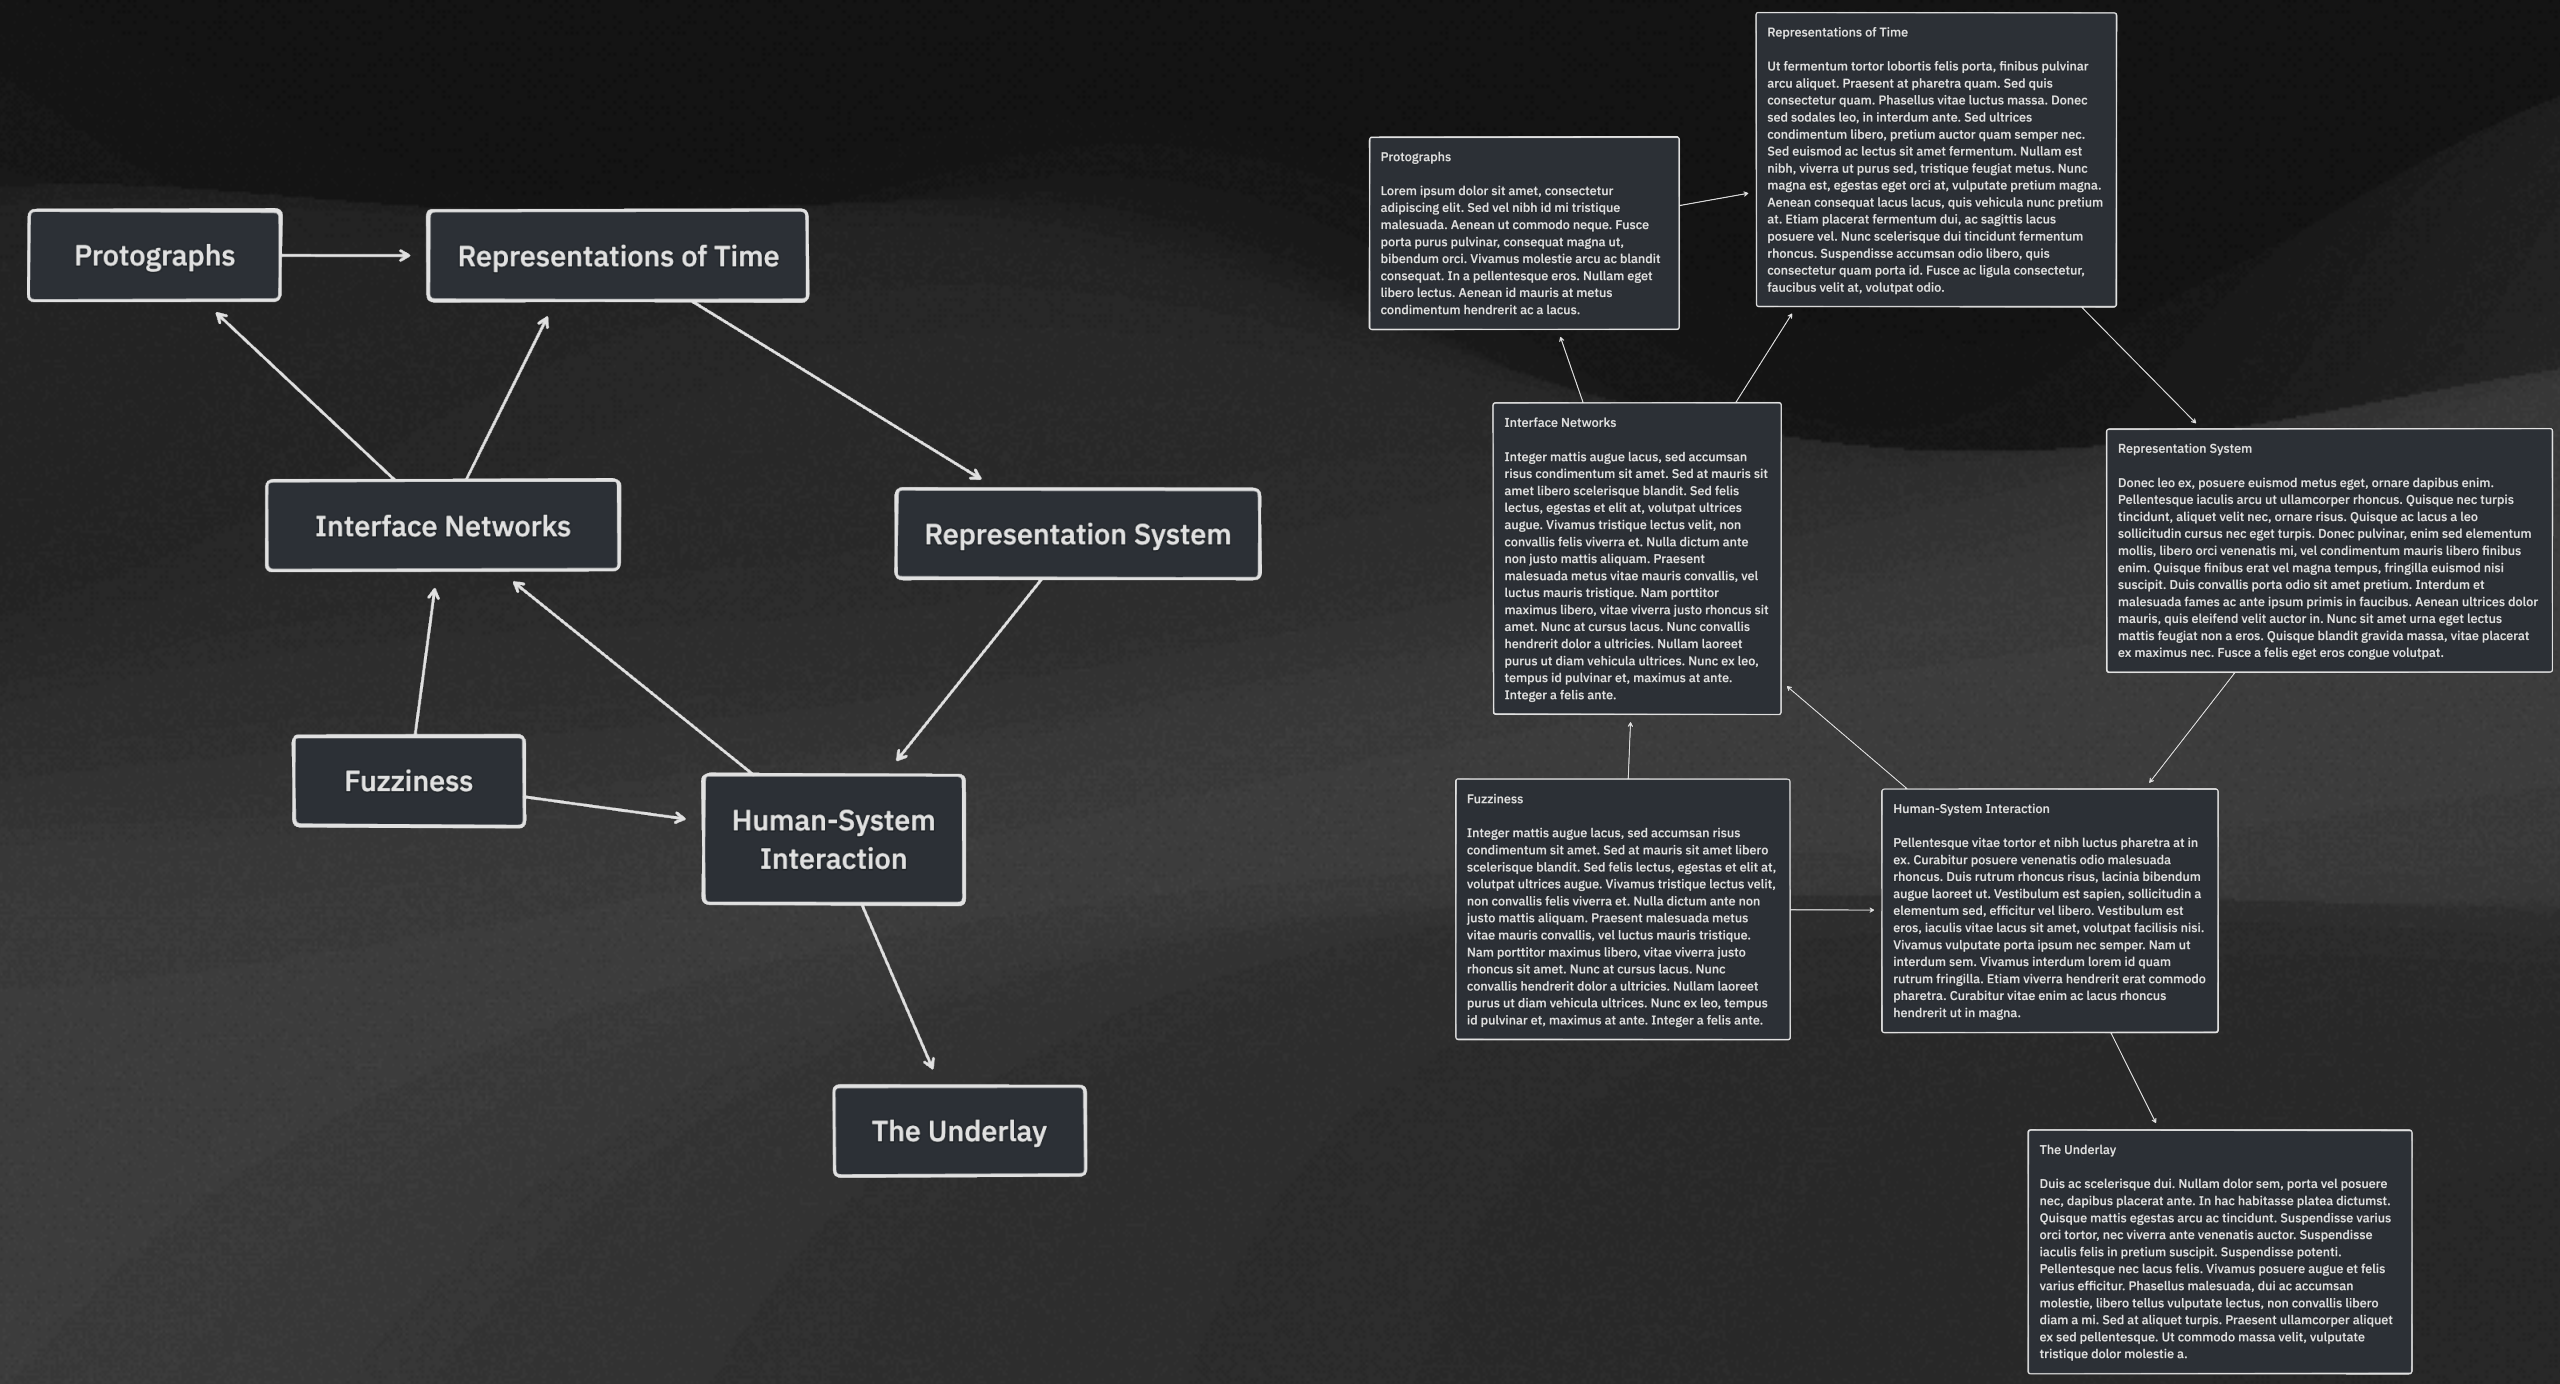 Protographs
Representations of Time
Interface Networks
Representation System
Fuzziness
Human-System
Interaction
The Underlay
Representations of Time
Ut fermentum tortor lobortis felis porta, finibus pulvinar
arcu aliquet. Praesent at pharetra quam. Sed quis
consectetur quam. Phasellus vitae luctus massa. Donec
sed sodales leo, in interdum ante. Sed ultrices
condimentum libero, pretium auctor quam semper nec.
Sed euismod ac lectus sit amet fermentum. Nullam est
nibh, viverra ut purus sed, tristique feugiat metus. Nunc
magna est, egestas eget orci at, vulputate pretium magna.
Aenean consequat lacus lacus, quis vehicula nunc pretium
at. Etiam placerat fermentum dui, ac sagittis lacus
posuere vel. Nunc scelerisque dui tincidunt fermentum
rhoncus. Suspendisse accumsan odio libero, quis
consectetur quam porta id. Fusce ac ligula consectetur,
faucibus velit at, volutpat odio.
Protographs
Lorem ipsum dolor sit amet, consectetur
adipiscing elit. Sed vel nibh id mi tristique
malesuada. Aenean ut commodo neque. Fusce
porta purus pulvinar, consequat magna ut,
bibendum orci. Vivamus molestie arcu ac blandit
consequat. In a pellentesque eros. Nullam eget
libero lectus. Aenean id mauris at metus
condimentum hendrerit ac a lacus.
Interface Networks
Integer mattis augue lacus, sed accumsan
risus condimentum sit amet. Sed at mauris sit
amet libero scelerisque blandit. Sed felis
lectus, egestas et elit at, volutpat ultrices
augue. Vivamus tristique lectus velit, non
convallis felis viverra et. Nulla dictum ante
non justo mattis aliquam. Praesent
malesuada metus vitae mauris convallis, vel
luctus mauris tristique. Nam porttitor
maximus libero, vitae viverra justo rhoncus sit
amet. Nunc at cursus lacus. Nunc convallis
hendrerit dolor a ultricies. Nullam laoreet
purus ut diam vehicula ultrices. Nunc ex leo,
tempus id pulvinar et, maximus at ante.
Integer a felis ante.
Representation System
Donec leo ex, posuere euismod metus eget, ornare dapibus enim.
Pellentesque iaculis arcu ut ullamcorper rhoncus. Quisque nec turpis
tincidunt, aliquet velit nec, ornare risus. Quisque ac lacus a leo
sollicitudin cursus nec eget turpis. Donec pulvinar, enim sed elementum
mollis, libero orci venenatis mi, vel condimentum mauris libero finibus
enim. Quisque finibus erat vel magna tempus, fringilla euismod nisi
suscipit. Duis convallis porta odio sit amet pretium. Interdum et
malesuada fames ac ante ipsum primis in faucibus. Aenean ultrices dolor
mauris, quis eleifend velit auctor in. Nunc sit amet urna eget lectus
mattis feugiat non a eros. Quisque blandit gravida massa, vitae placerat
ex maximus nec. Fusce a felis eget eros congue volutpat.
Fuzziness
Integer mattis augue lacus, sed accumsan risus
condimentum sit amet. Sed at mauris sit amet libero
scelerisque blandit. Sed felis lectus, egestas et elit at,
volutpat ultrices augue. Vivamus tristique lectus velit,
non convallis felis viverra et. Nulla dictum ante non
justo mattis aliquam. Praesent malesuada metus
vitae mauris convallis, vel luctus mauris tristique.
Nam porttitor maximus libero, vitae viverra justo
rhoncus sit amet. Nunc at cursus lacus. Nunc
convallis hendrerit dolor a ultricies. Nullam laoreet
purus ut diam vehicula ultrices. Nunc ex leo, tempus
id pulvinar et, maximus at ante. Integer a felis ante.
Human-System Interaction
Pellentesque vitae tortor et nibh luctus pharetra at in
ex. Curabitur posuere venenatis odio malesuada
rhoncus. Duis rutrum rhoncus risus, lacinia bibendum
augue laoreet ut. Vestibulum est sapien, sollicitudin a
elementum sed, efficitur vel libero. Vestibulum est
eros, iaculis vitae lacus sit amet, volutpat facilisis nisi.
Vivamus vulputate porta ipsum nec semper. Nam ut
interdum sem. Vivamus interdum lorem id quam
rutrum fringilla. Etiam viverra hendrerit erat commodo
pharetra. Curabitur vitae enim ac lacus rhoncus
hendrerit ut in magna.
The Underlay
Duis ac scelerisque dui. Nullam dolor sem, porta vel posuere
nec, dapibus placerat ante. In hac habitasse platea dictumst.
Quisque mattis egestas arcu ac tincidunt. Suspendisse varius
orci tortor, nec viverra ante venenatis auctor. Suspendisse
iaculis felis in pretium suscipit. Suspendisse potenti.
Pellentesque nec lacus felis. Vivamus posuere augue et felis
varius efficitur. Phasellus malesuada, dui ac accumsan
molestie, libero tellus vulputate lectus, non convallis libero
diam a mi. Sed at aliquet turpis. Praesent ullamcorper aliquet
ex sed pellentesque. Ut commodo massa velit, vulputate
tristique dolor molestie a.